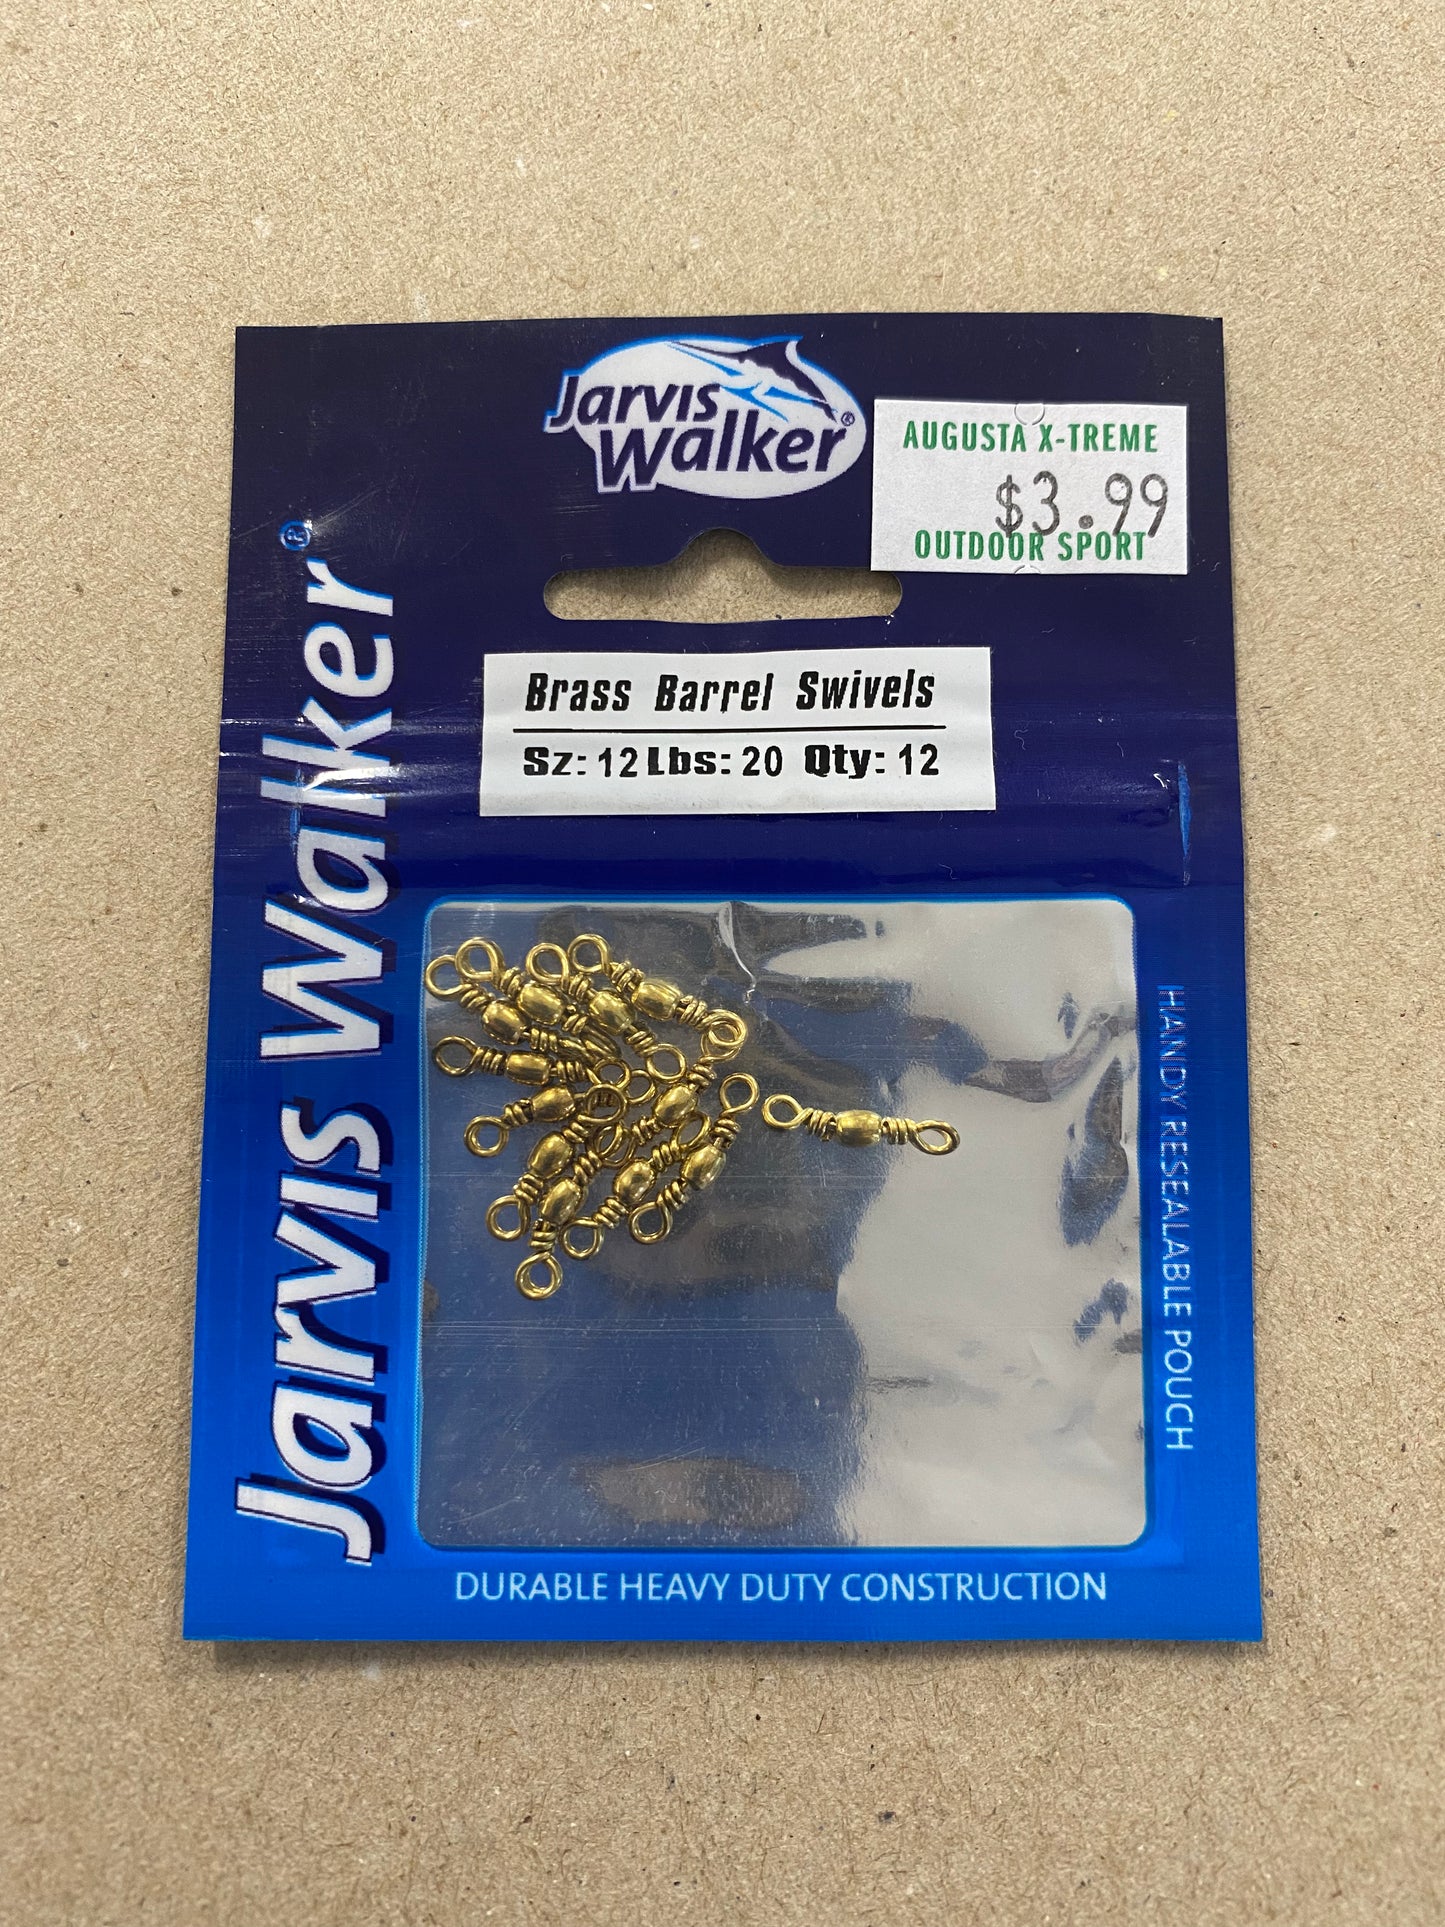 Jarvis
Walker®
AUGUSTA X-TREME
$3.99
OUTDOOR SPORT
Brass Barrel Swivels
Sz: 12 Lbs: 20 Qty: 12
Jarvis Walker®
HANDY RESEALABLE POUCH
DURABLE HEAVY DUTY CONSTRUCTION